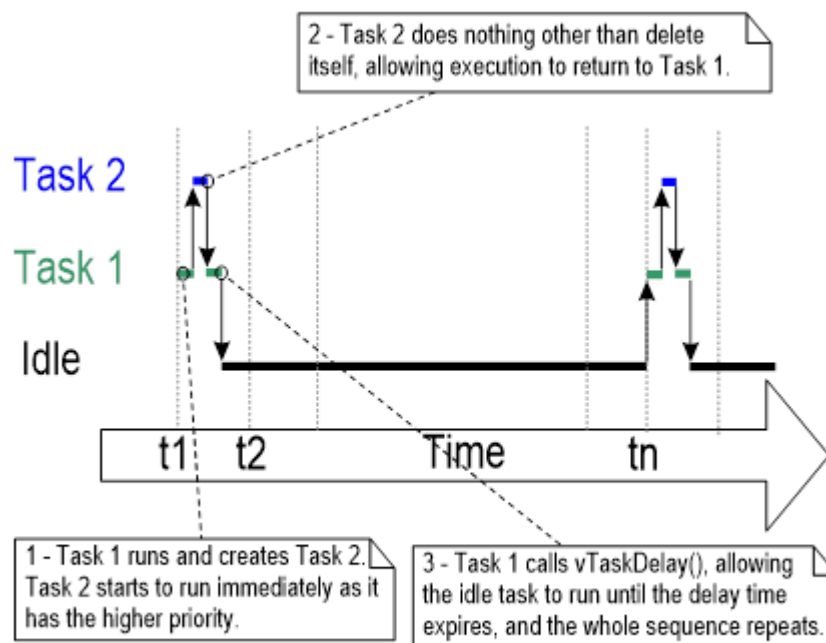 2 - Task 2 does nothing other than delete
itself, allowing execution to return to Task 1.
Task 2
Task 1
Idle
t1
t2
Time
tn
1 - Task 1 runs and creates Task 2.
Task 2 starts to run immediately as it
has the higher priority.
3 - Task 1 calls vTaskDelay(), allowing
the idle task to run until the delay time
expires, and the whole sequence repeats.